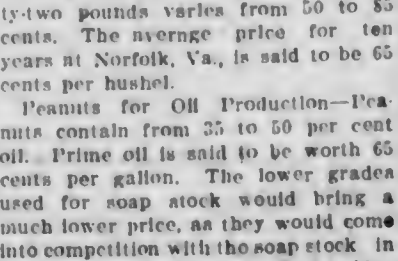 ty-two pounds varies from 50 to 85
cents. The average price for ten
years at Norfolk, Va., is said to be 65
cents per bushel.
Peanuts for Oil Production—Pea-
nuts contain from 35 to 50 per cent
oil. Prime oil is said to be worth 65
cents per gallon. The lower grades
used for soap stock would bring a
much lower price, as they would come
into competition with the soap stock in